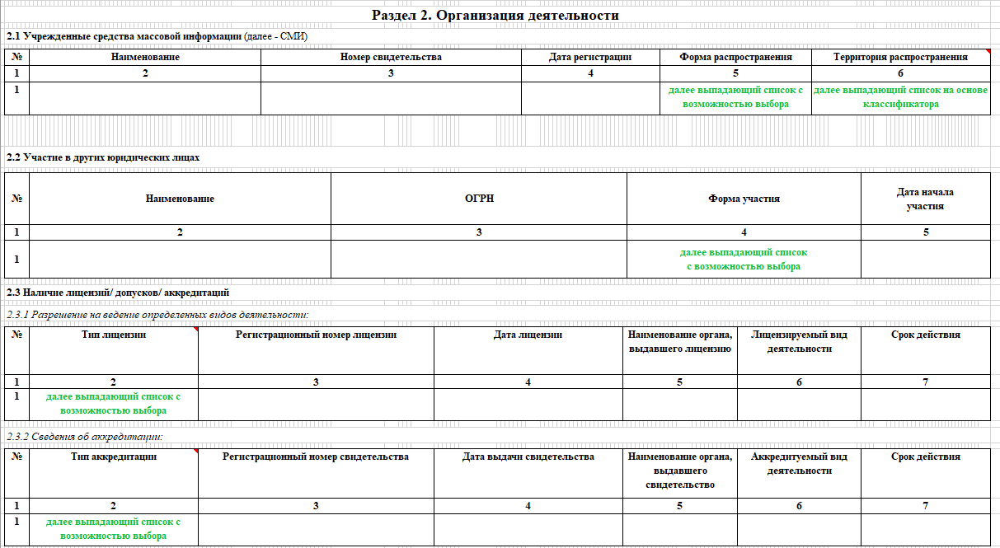 Раздел 2. Организация деятельности
2.1 Учрежденные средства массовой информации (далее - СМИ)
№ Наименование Номер свидетельства Дата регистрации Форма распространения Территория распространения
1 2 3 4 5 6
1 далее выпадающий список с далее выпадающий список на основе
возможностью выбора классификатора
2.2 Участие в других юридических лицах
№ Наименование ОГРН Форма участия Дата начала
участия
1 2 3 4 5
1 далее выпадающий список
с возможностью выбора
2.3 Наличие лицензий/ допусков/ аккредитаций
2.3.1 Разрешение на ведение определенных видов деятельности:
№ Тип лицензии Регистрационный номер лицензии Дата лицензии Наименование органа, Лицензируемый вид Срок действия
выдавшего лицензию деятельности
1 2 3 4 5 6 7
1 далее выпадающий список с
возможностью выбора
2.3.2 Сведения об аккредитации:
№ Тип аккредитации Регистрационный номер свидетельства Дата выдачи свидетельства Наименование органа, Аккредитуемый вид Срок действия
выдавшего деятельности
свидетельство
1 2 3 4 5 6 7
1 далее выпадающий список с
возможностью выбора